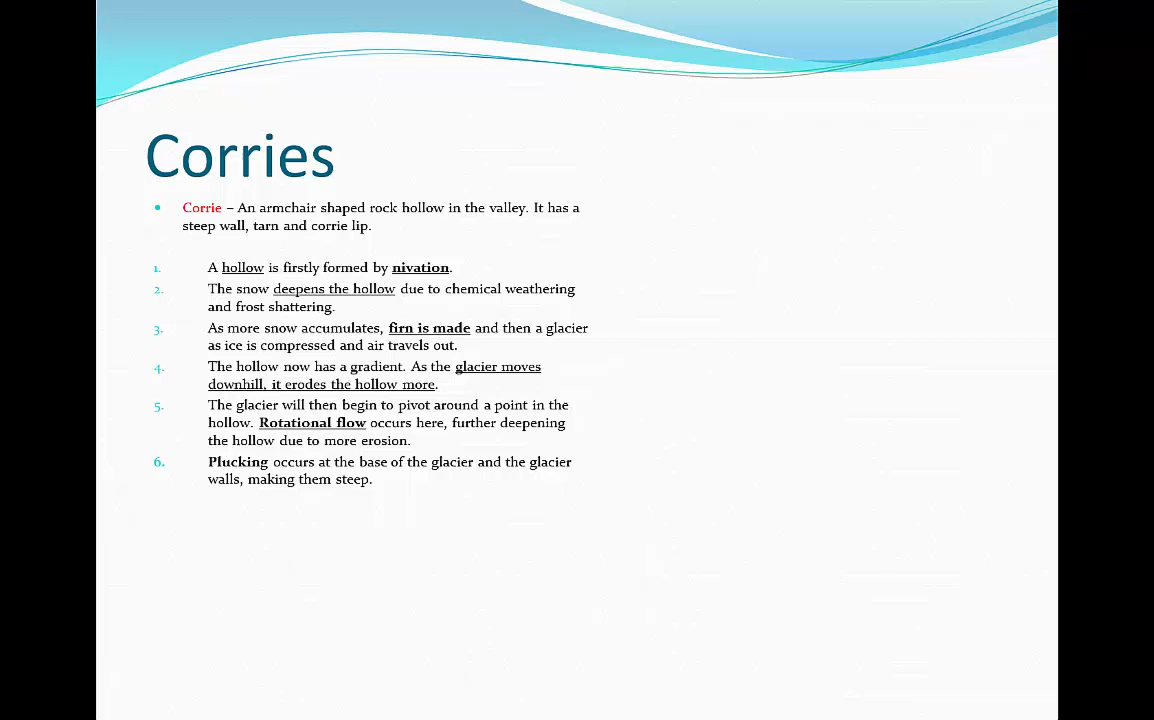 Corries
• Corrie – An armchair shaped rock hollow in the valley. It has a
steep wall, tarn and corrie lip.
1. A hollow is firstly formed by nivation.
2. The snow deepens the hollow due to chemical weathering
and frost shattering.
3. As more snow accumulates, firn is made and then a glacier
as ice is compressed and air travels out.
4. The hollow now has a gradient. As the glacier moves
downhill, it erodes the hollow more.
5. The glacier will then begin to pivot around a point in the
hollow. Rotational flow occurs here, further deepening
the hollow due to more erosion.
6. Plucking occurs at the base of the glacier and the glacier
walls, making them steep.